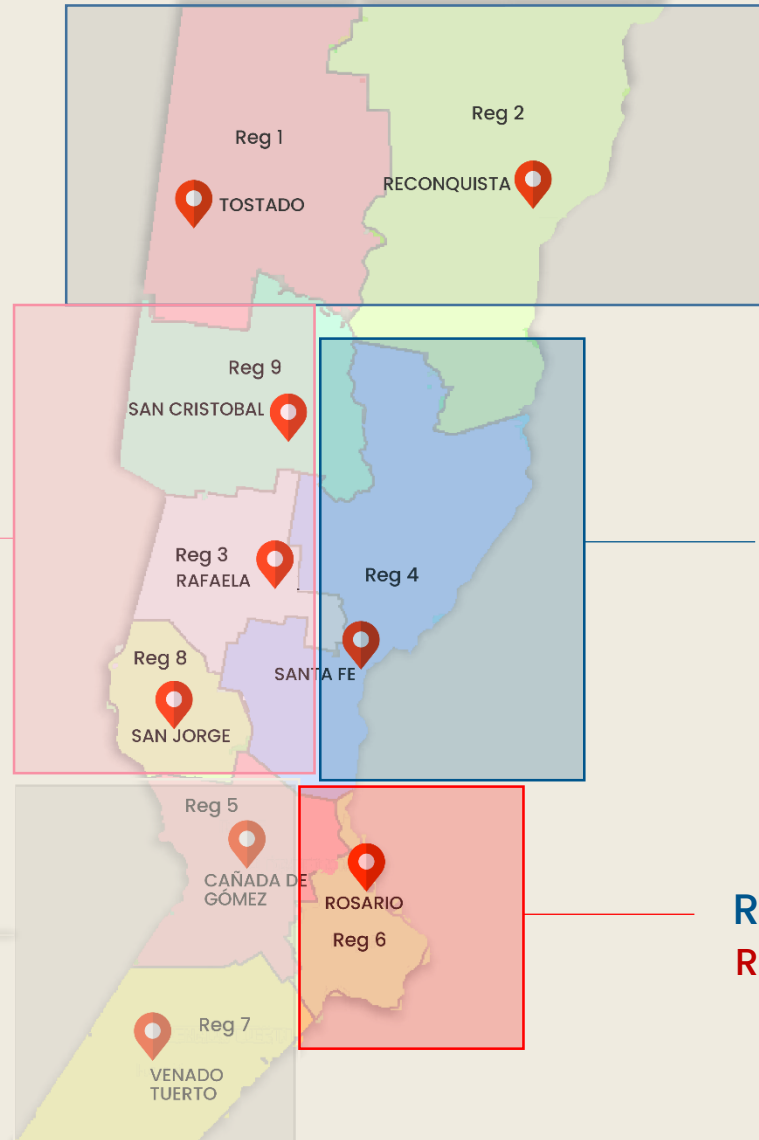 Reg 2
Reg 1
RECONQUISTA
TOSTADO
Reg 9
SAN CRISTOBAL
Reg 3
RAFAELA
Reg 4
Reg 8
SANTA FE
SAN JORGE
Reg 5
CAÑADA DE
GÓMEZ
ROSARIO
Reg 6
R
R
Reg 7
VENADO
TUERTO